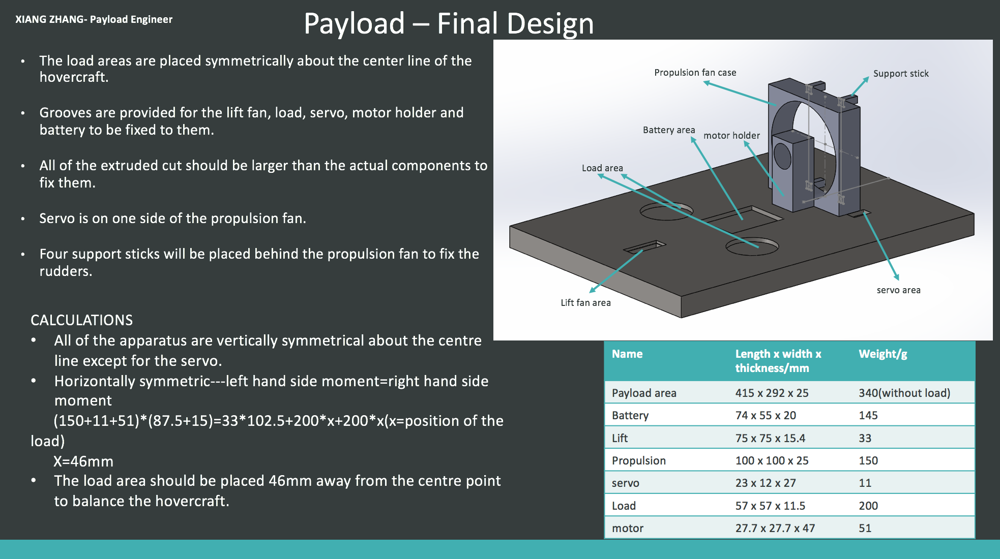 XIANG ZHANG- Payload Engineer
Payload – Final Design
• The load areas are placed symmetrically about the center line of the
hovercraft.
• Grooves are provided for the lift fan, load, servo, motor holder and
battery to be fixed to them.
• All of the extruded cut should be larger than the actual components to
fix them.
• Servo is on one side of the propulsion fan.
• Four support sticks will be placed behind the propulsion fan to fix the
rudders.
CALCULATIONS
• All of the apparatus are vertically symmetrical about the centre
line except for the servo.
• Horizontally symmetric---left hand side moment=right hand side
moment
(150+11+51)*(87.5+15)=33*102.5+200*x+200*x(x=position of the
load)
X=46mm
• The load area should be placed 46mm away from the centre point
to balance the hovercraft.
Propulsion fan case
Support stick
Battery area
motor holder
Load area
servo area
Lift fan area
Name Length x width x Weight/g
thickness/mm
Payload area 415 x 292 x 25 340(without load)
Battery 74 x 55 x 20 145
Lift 75 x 75 x 15.4 33
Propulsion 100 x 100 x 25 150
servo 23 x 12 x 27 11
Load 57 x 57 x 11.5 200
motor 27.7 x 27.7 x 47 51